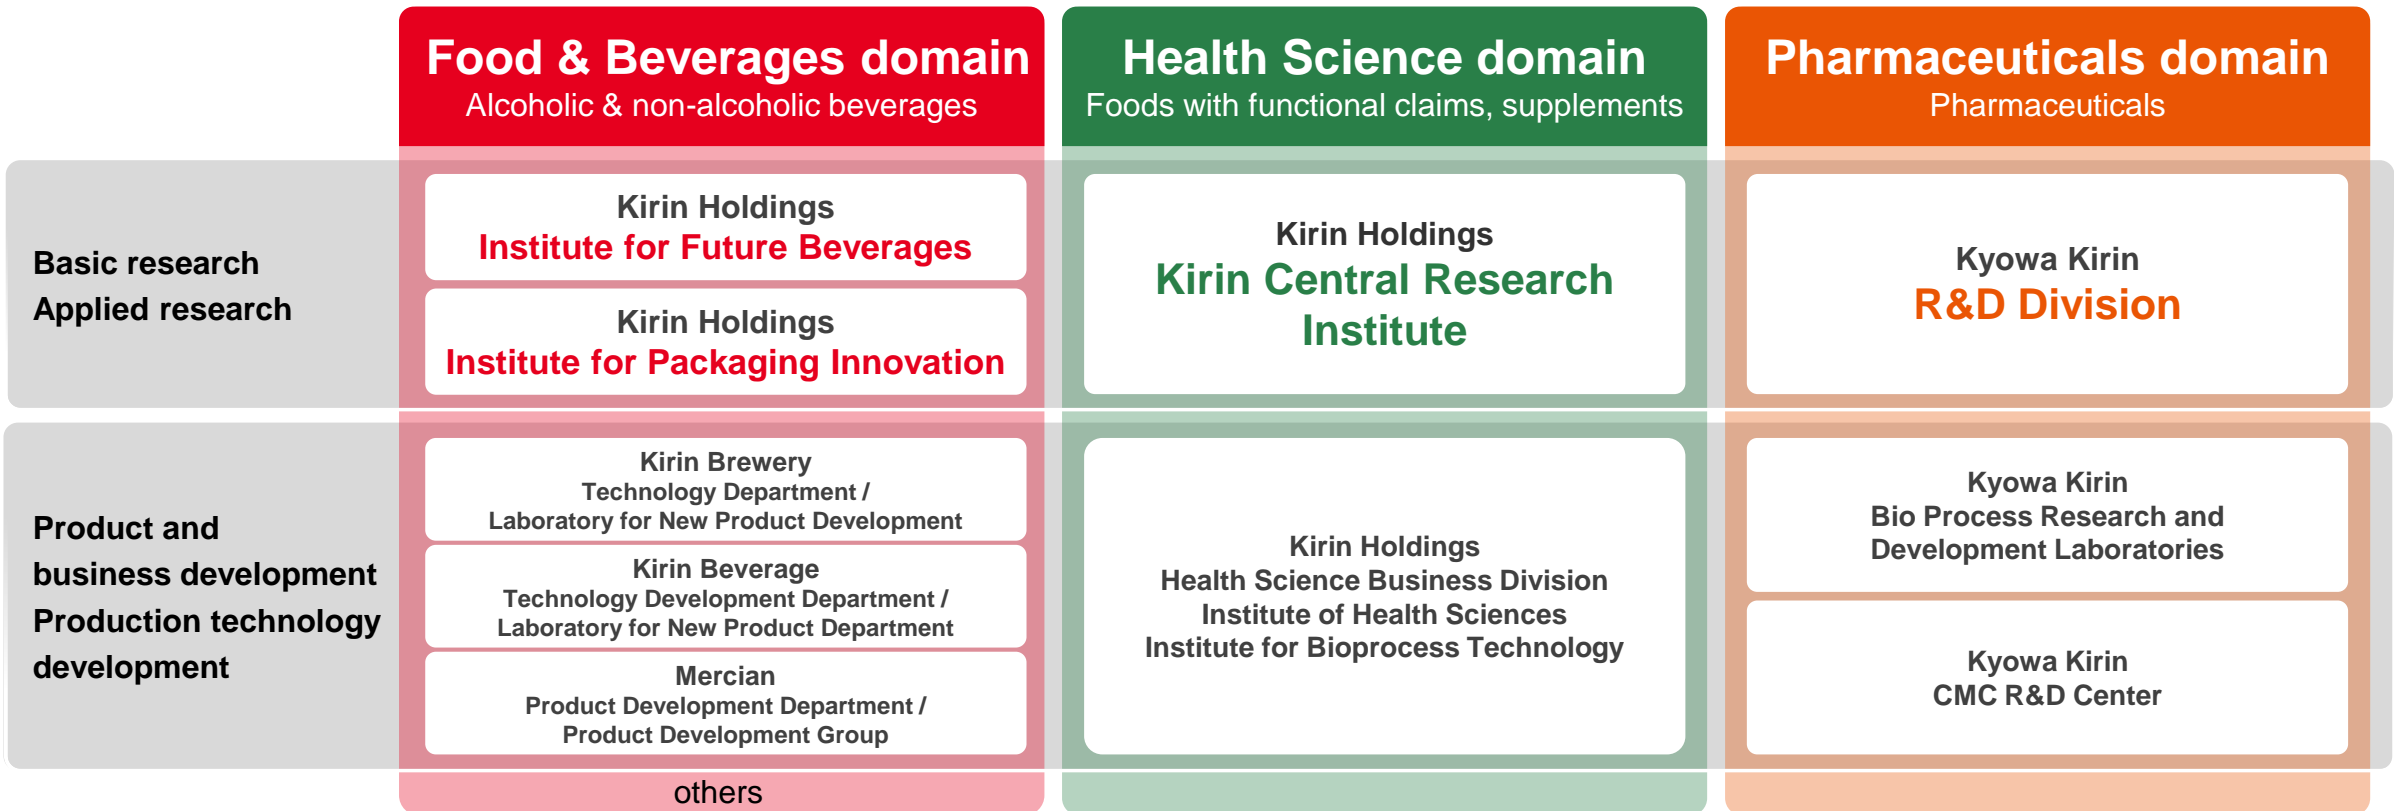 Food & Beverages domain
Alcoholic & non-alcoholic beverages
Health Science domain
Foods with functional claims, supplements
Pharmaceuticals domain
Pharmaceuticals
Basic research
Applied research
Kirin Holdings
Institute for Future Beverages
Kirin Holdings
Institute for Packaging Innovation
Kirin Holdings
Kirin Central Research
Institute
Kyowa Kirin
R&D Division
Product and
business development
Production technology
development
Kirin Brewery
Technology Department /
Laboratory for New Product Development
Kirin Beverage
Technology Development Department /
Laboratory for New Product Department
Mercian
Product Development Department /
Product Development Group
others
Kirin Holdings
Health Science Business Division
Institute of Health Sciences
Institute for Bioprocess Technology
Kyowa Kirin
Bio Process Research and
Development Laboratories
Kyowa Kirin
CMC R&D Center